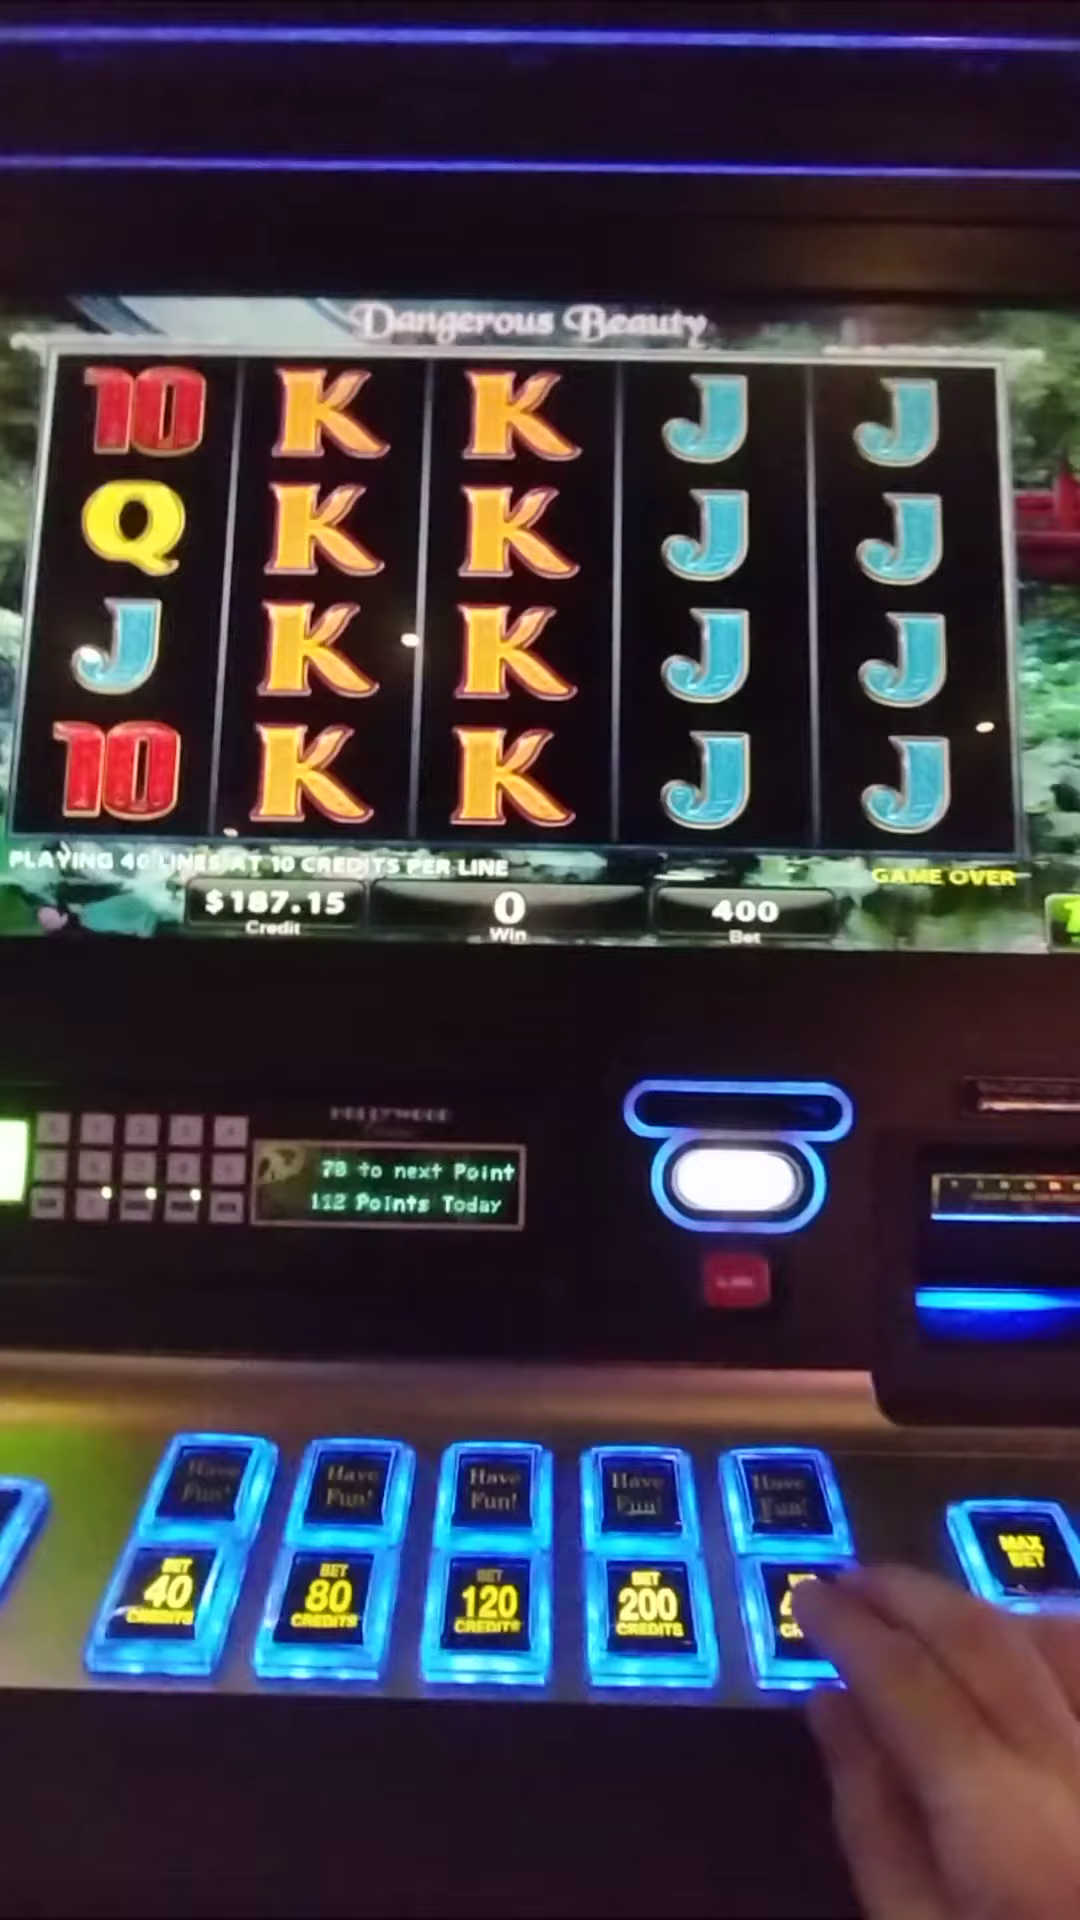 Dangerous Beauty
10 K K J J
Q K K J J
J K K J J
10 K K J J
PLAYING 40 LINES AT 10 CREDITS PER LINE
GAME OVER
$187.15
0
400
Credit
Win
Bet
78 to next Point
112 Points Today
Have Fun!
Have Fun!
Have Fun!
Have Fun!
Have Fun!
BET 40 CREDITS
BET 80 CREDITS
BET 120 CREDITS
BET 200 CREDITS
MAX BET